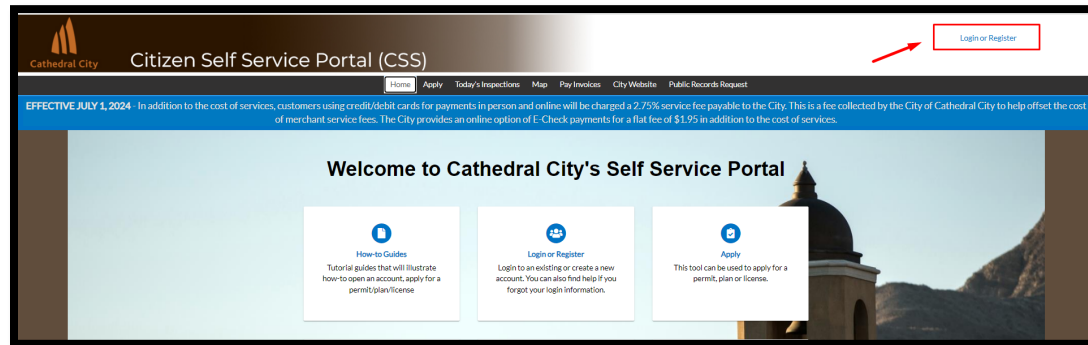 Login or Register
Cathedral City
Citizen Self Service Portal (CSS)
Home Apply Today's Inspections Map Pay Invoices City Website Public Records Request
EFFECTIVE JULY 1, 2024 - In addition to the cost of services, customers using credit/debit cards for payments in person and online will be charged a 2.75% service fee payable to the City. This is a fee collected by the City of Cathedral City to help offset the cost
of merchant service fees. The City provides an online option of E-Check payments for a flat fee of $1.95 in addition to the cost of services.
Welcome to Cathedral City's Self Service Portal
How-to Guides
Tutorial guides that will illustrate
how-to open an account, apply for a
permit/plan/license
Login or Register
Login to an existing or create a new
account. You can also find help if you
forgot your login information.
Apply
This tool can be used to apply for a
permit, plan or license.